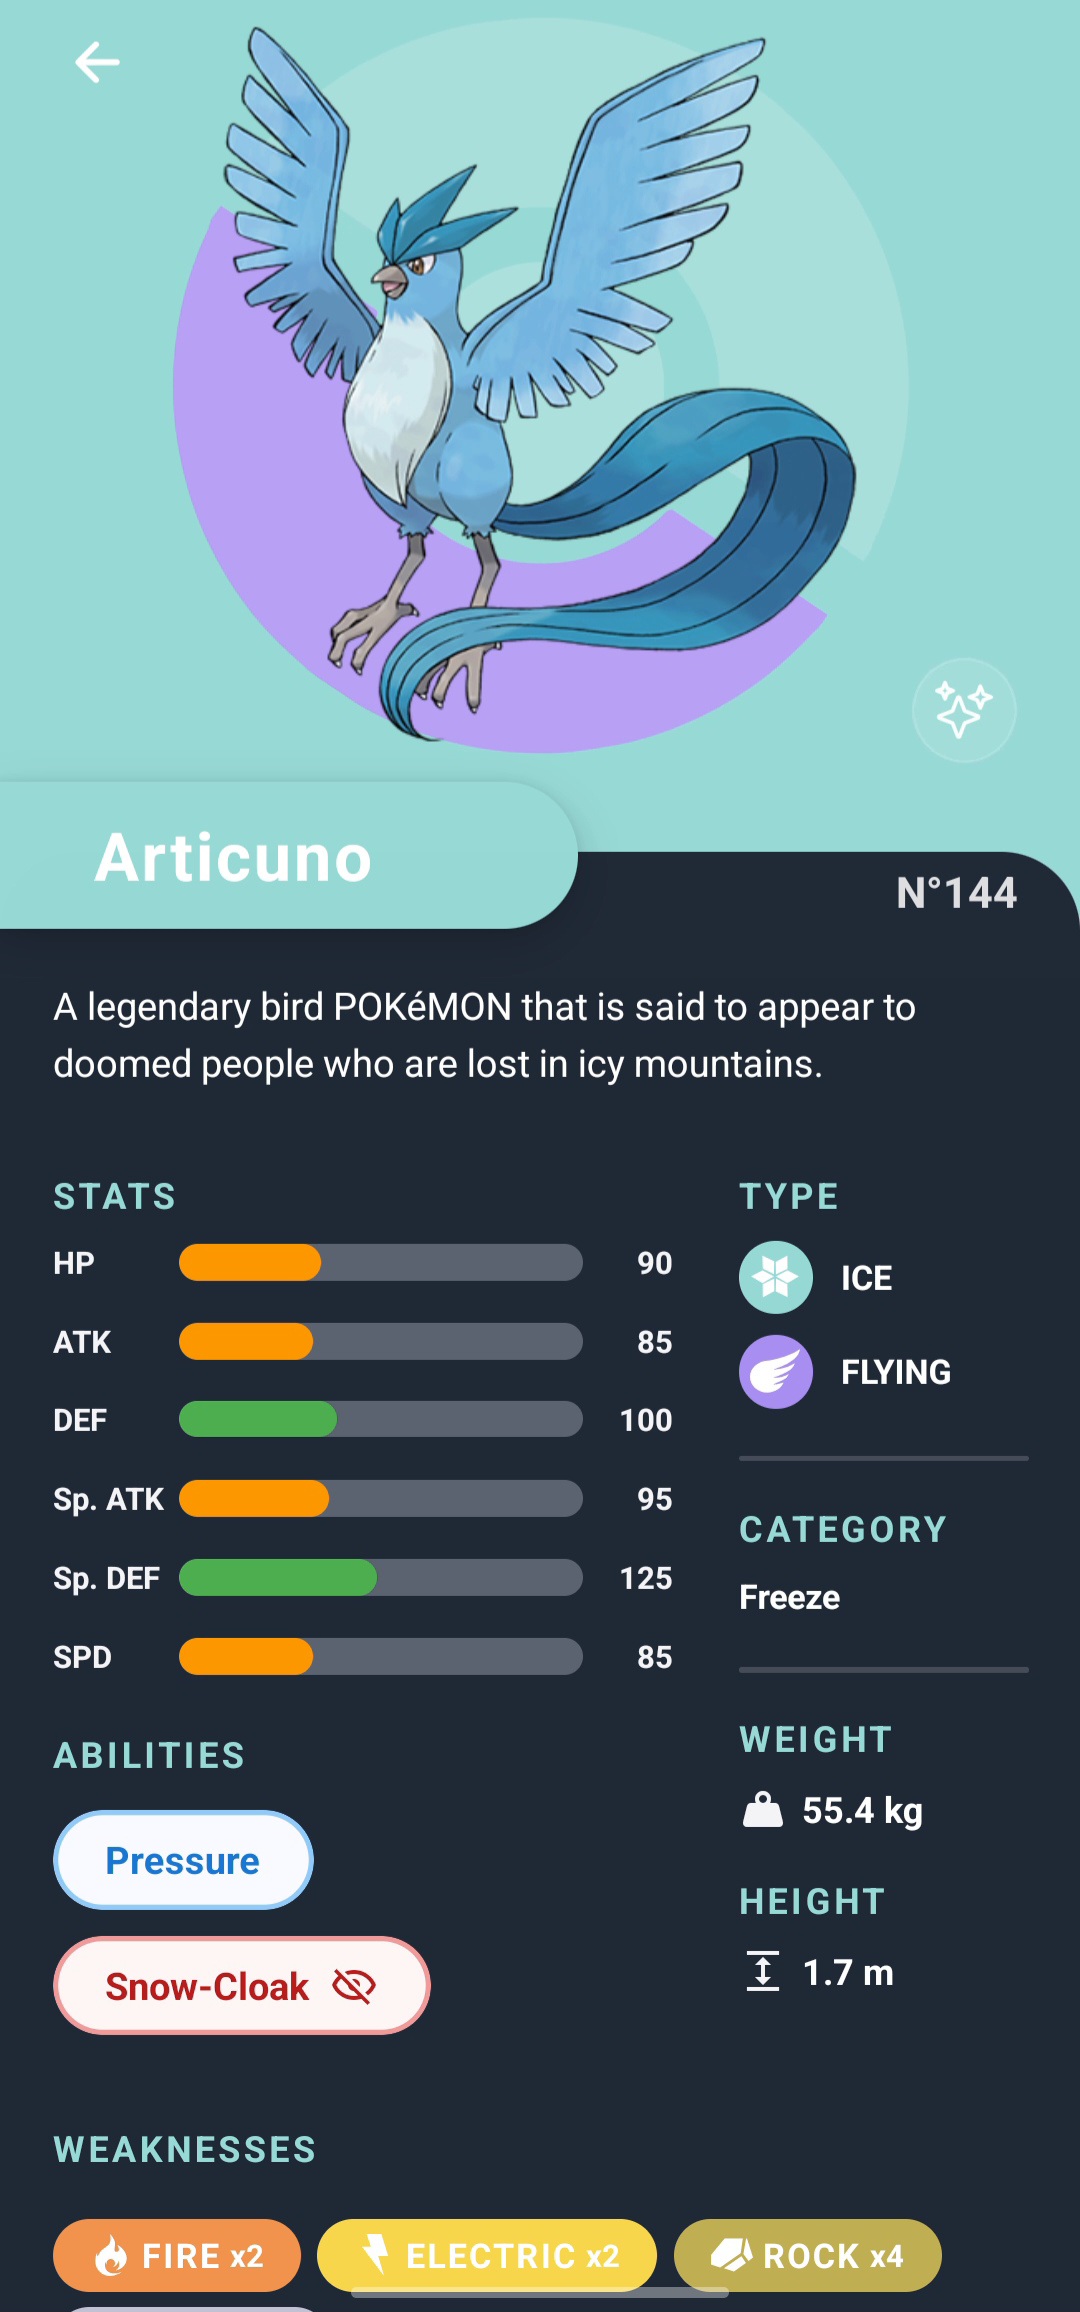 Articuno
N°144
A legendary bird POKéMON that is said to appear to
doomed people who are lost in icy mountains.
STATS
HP 90
ATK 85
DEF 100
Sp. ATK 95
Sp. DEF 125
SPD 85
TYPE
ICE
FLYING
CATEGORY
Freeze
ABILITIES
Pressure
Snow-Cloak
WEIGHT
55.4 kg
HEIGHT
1.7 m
WEAKNESSES
FIRE x2 ELECTRIC x2 ROCK x4